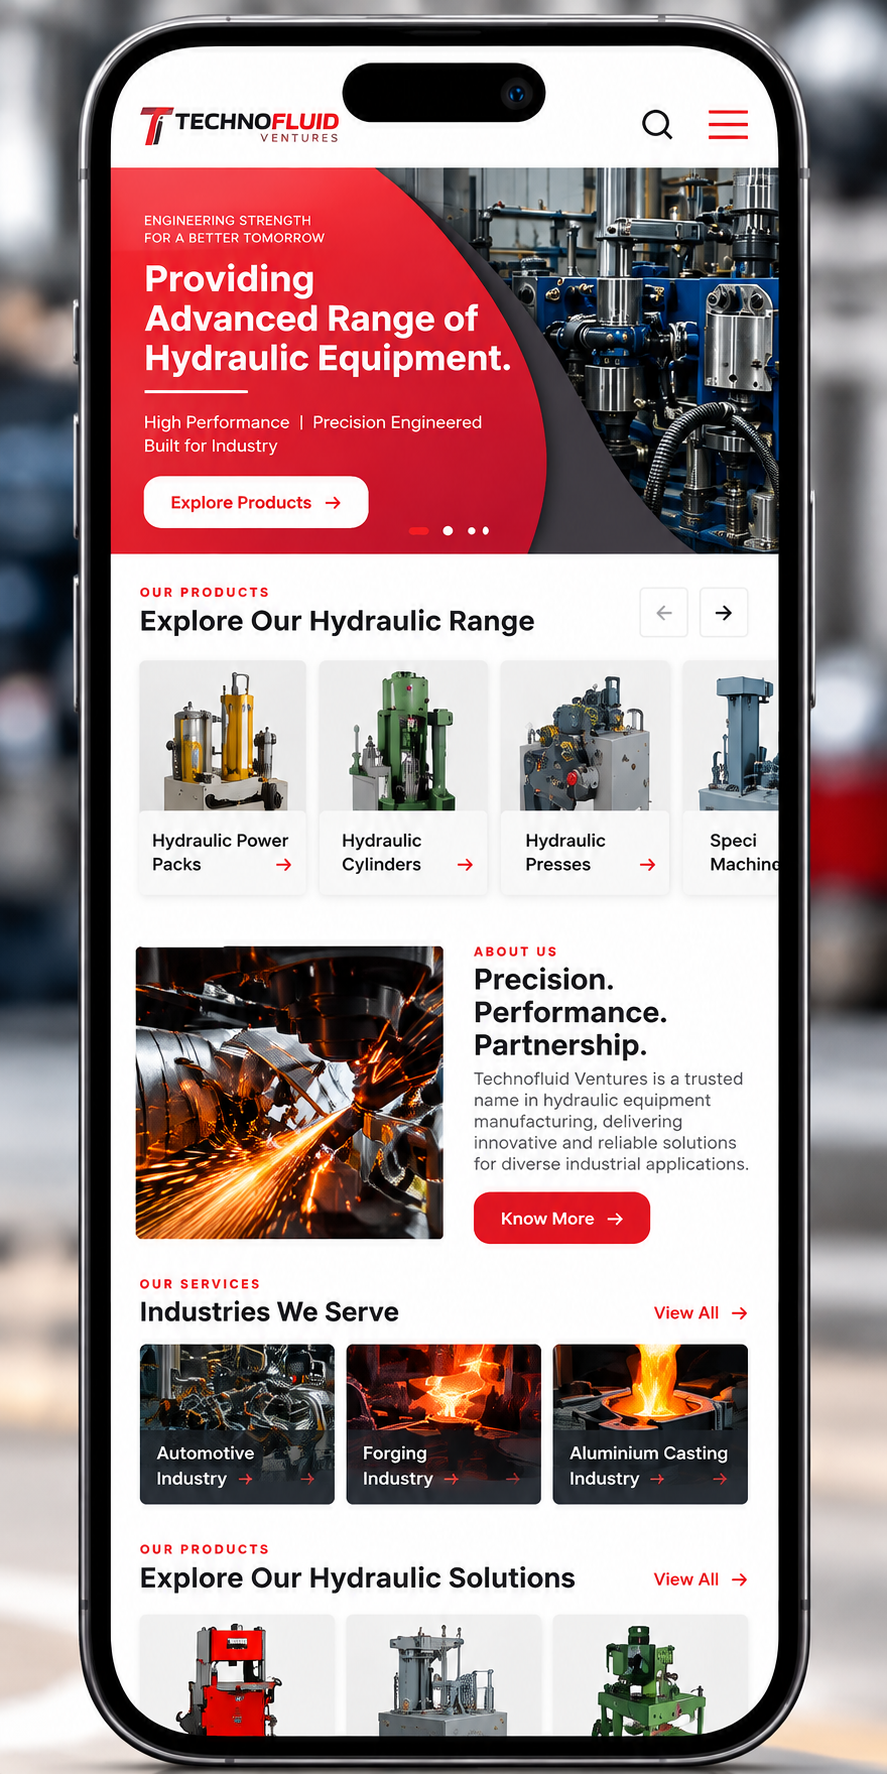 TECHNOFLUID
VENTURES
ENGINEERING STRENGTH
FOR A BETTER TOMORROW
Providing
Advanced Range of
Hydraulic Equipment.
High Performance | Precision Engineered
Built for Industry
Explore Products →
OUR PRODUCTS
Explore Our Hydraulic Range
Hydraulic Power
Packs →
Hydraulic
Cylinders →
Hydraulic
Presses →
Speci
Machine
ABOUT US
Precision.
Performance.
Partnership.
Technofluid Ventures is a trusted
name in hydraulic equipment
manufacturing, delivering
innovative and reliable solutions
for diverse industrial applications.
Know More →
OUR SERVICES
Industries We Serve
View All →
Automotive
Industry →
Forging
Industry →
Aluminium Casting
Industry →
OUR PRODUCTS
Explore Our Hydraulic Solutions
View All →